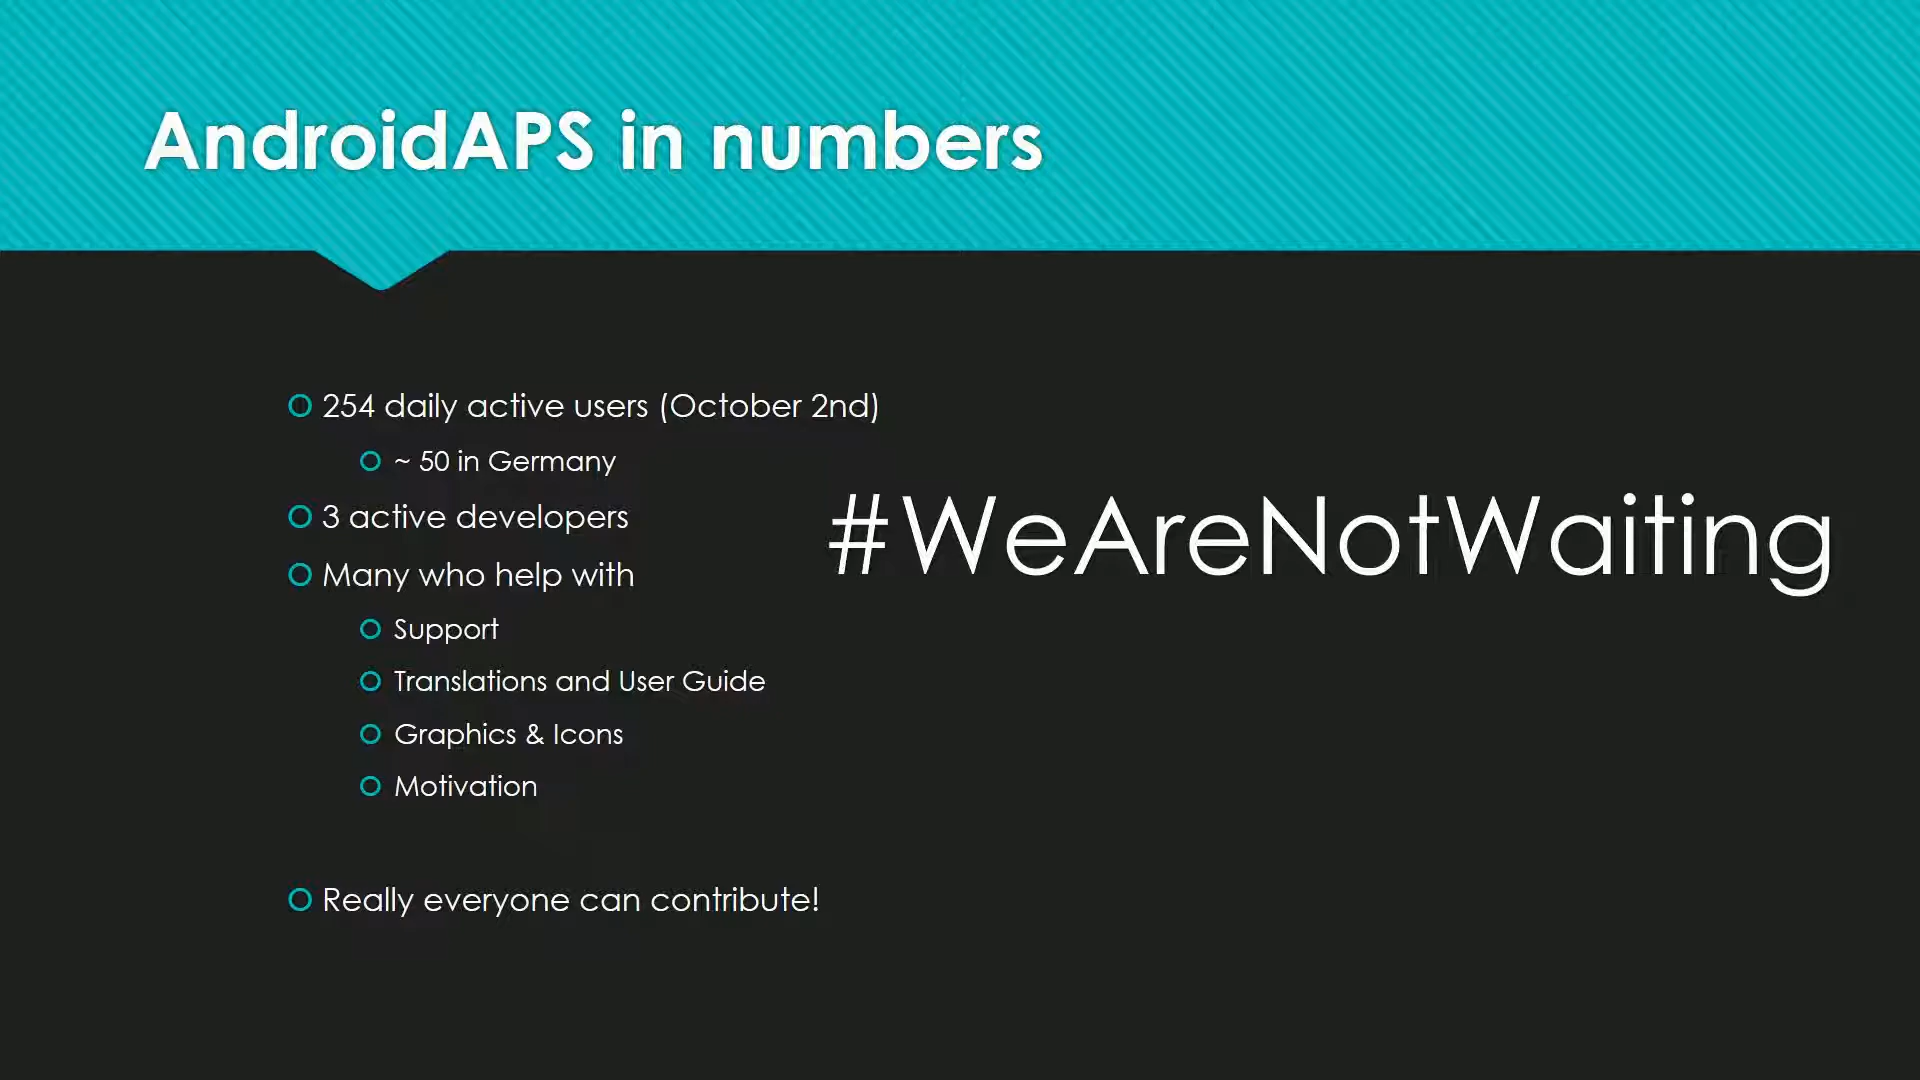 AndroidAPS in numbers
254 daily active users (October 2nd)
~ 50 in Germany
3 active developers
Many who help with
#WeAreNotWaiting
Support
Translations and User Guide
Graphics & Icons
Motivation
Really everyone can contribute!